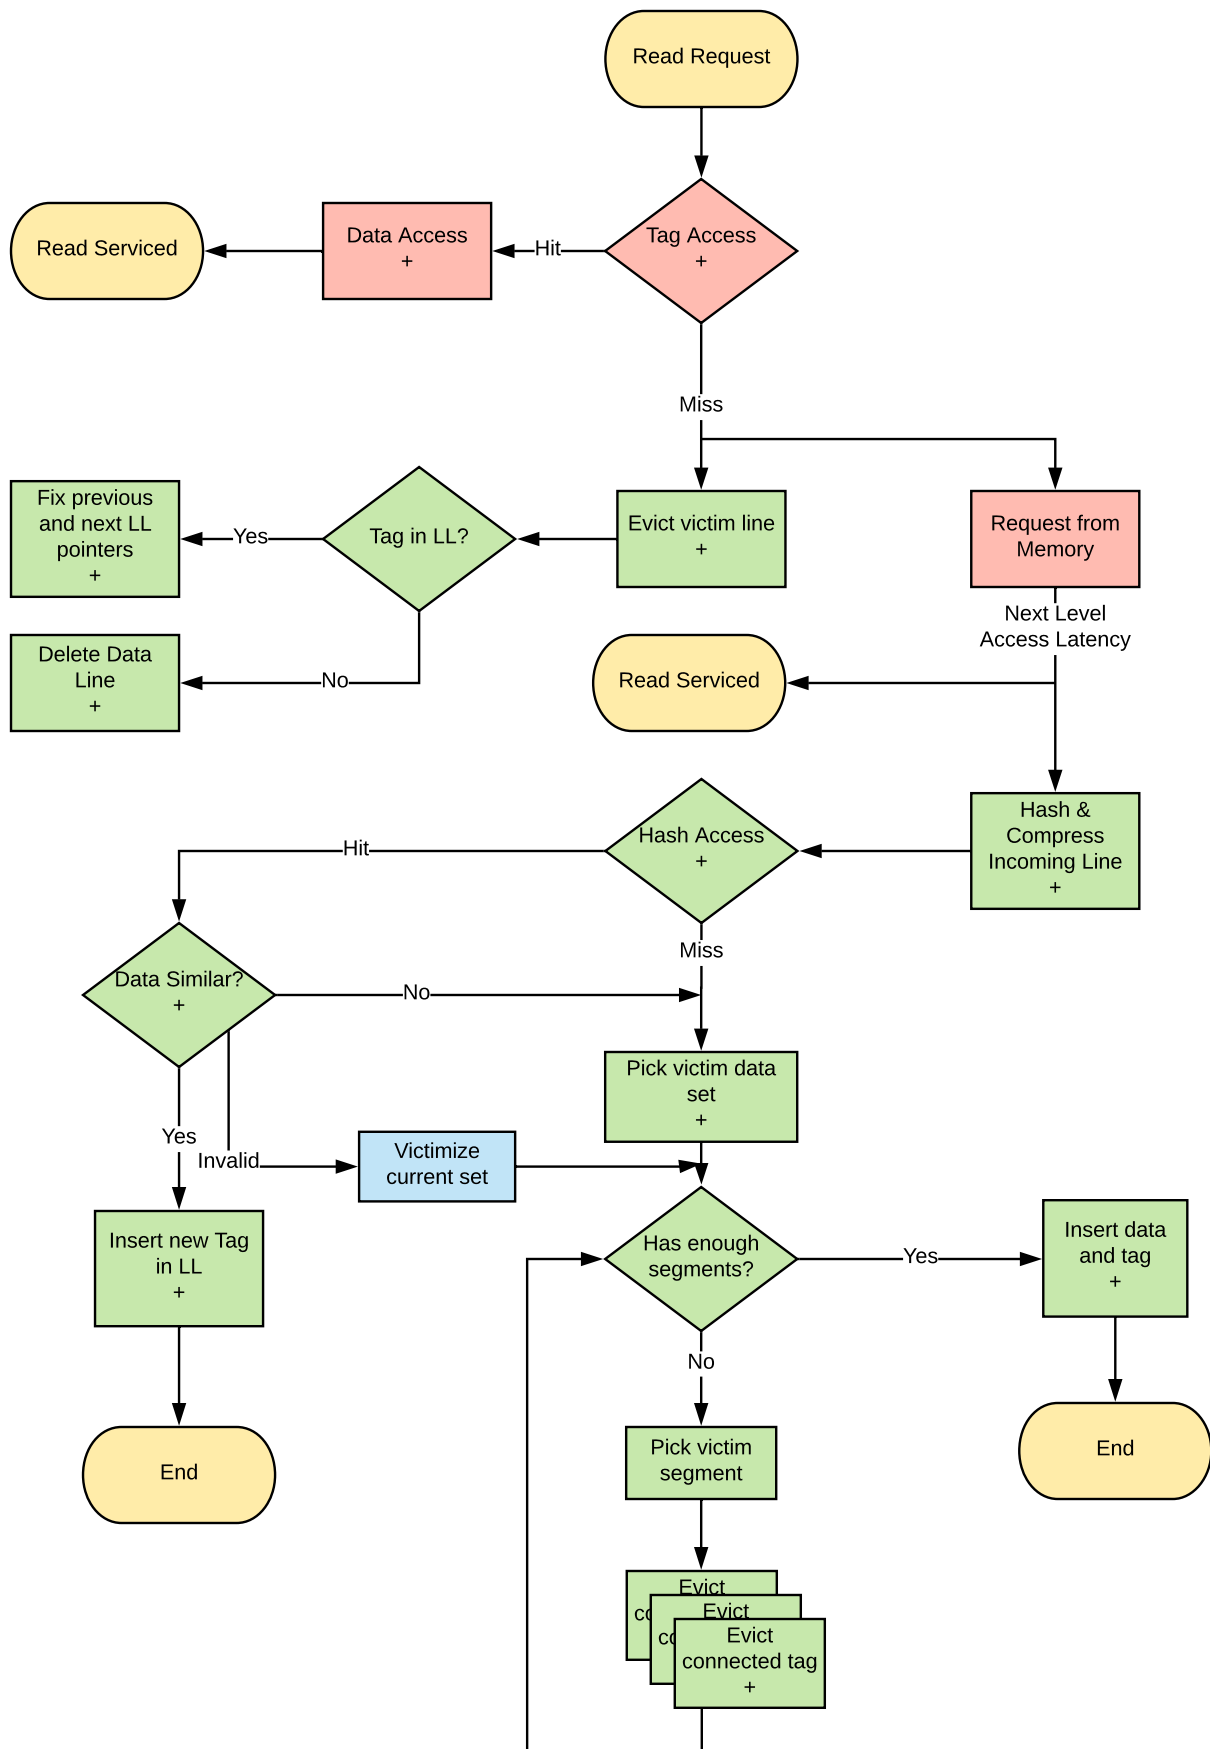 Read Request
Read Serviced
Data Access
+
Hit
Tag Access
+
Miss
Fix previous
and next LL
pointers
+
Yes
Tag in LL?
Evict victim line
+
Request from
Memory
Next Level
Access Latency
Delete Data
Line
+
No
Read Serviced
Hash &
Compress
Incoming Line
+
Hash Access
+
Hit
Miss
Data Similar?
+
No
Pick victim data
set
+
Yes
Invalid
Victimize
current set
Insert new Tag
in LL
+
Has enough
segments?
Yes
Insert data
and tag
+
No
End
Pick victim
segment
End
Evict
co
Evict
co
Evict
connected tag
+